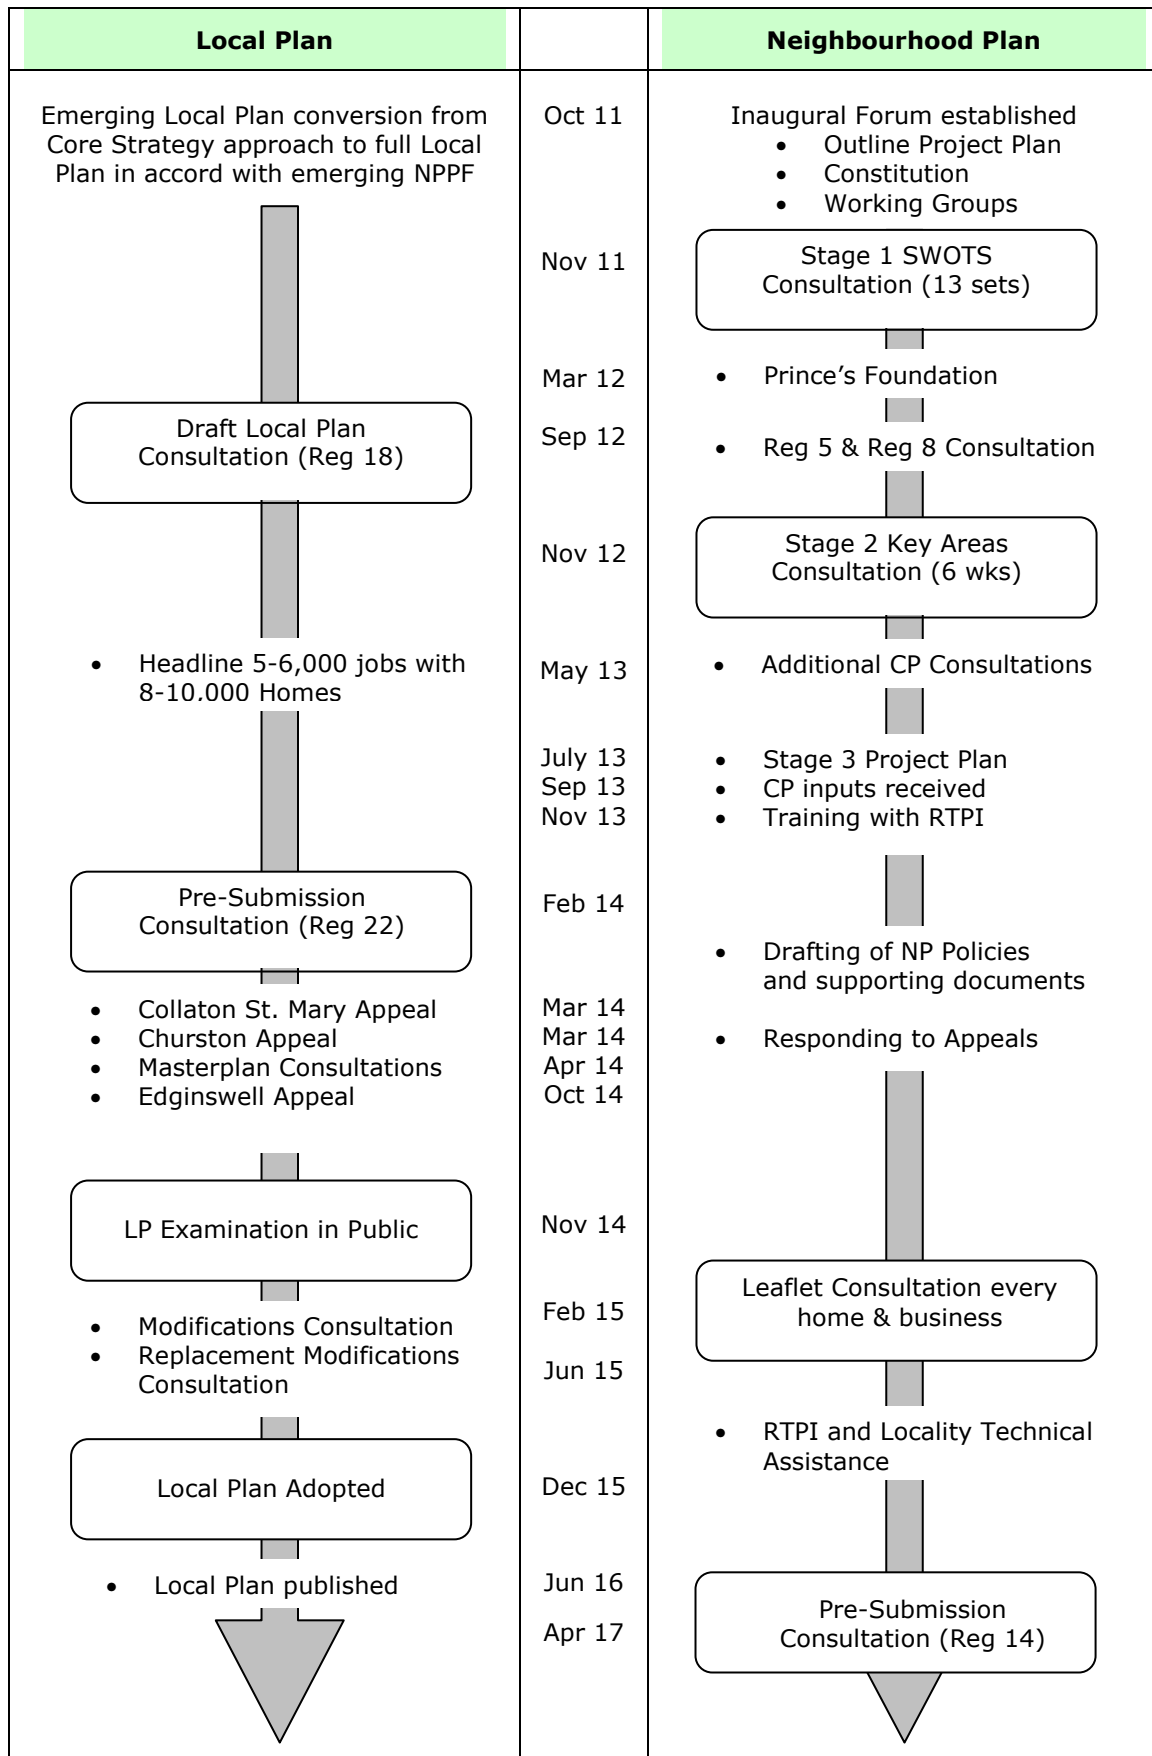 Local Plan
Neighbourhood Plan
Emerging Local Plan conversion from
Core Strategy approach to full Local
Plan in accord with emerging NPPF
Oct 11
Inaugural Forum established
• Outline Project Plan
• Constitution
• Working Groups
Nov 11
Stage 1 SWOTS
Consultation (13 sets)
Mar 12
• Prince’s Foundation
Draft Local Plan
Consultation (Reg 18)
Sep 12
• Reg 5 & Reg 8 Consultation
Nov 12
Stage 2 Key Areas
Consultation (6 wks)
• Headline 5-6,000 jobs with
8-10.000 Homes
May 13
• Additional CP Consultations
July 13
Sep 13
Nov 13
• Stage 3 Project Plan
• CP inputs received
• Training with RTPI
Pre-Submission
Consultation (Reg 22)
Feb 14
• Drafting of NP Policies
and supporting documents
• Collaton St. Mary Appeal
• Churston Appeal
• Masterplan Consultations
• Edginswell Appeal
Mar 14
Mar 14
Apr 14
Oct 14
• Responding to Appeals
LP Examination in Public
Nov 14
Leaflet Consultation every
home & business
Feb 15
• Modifications Consultation
• Replacement Modifications
Consultation
Jun 15
• RTPI and Locality Technical
Assistance
Local Plan Adopted
Dec 15
• Local Plan published
Jun 16
Apr 17
Pre-Submission
Consultation (Reg 14)